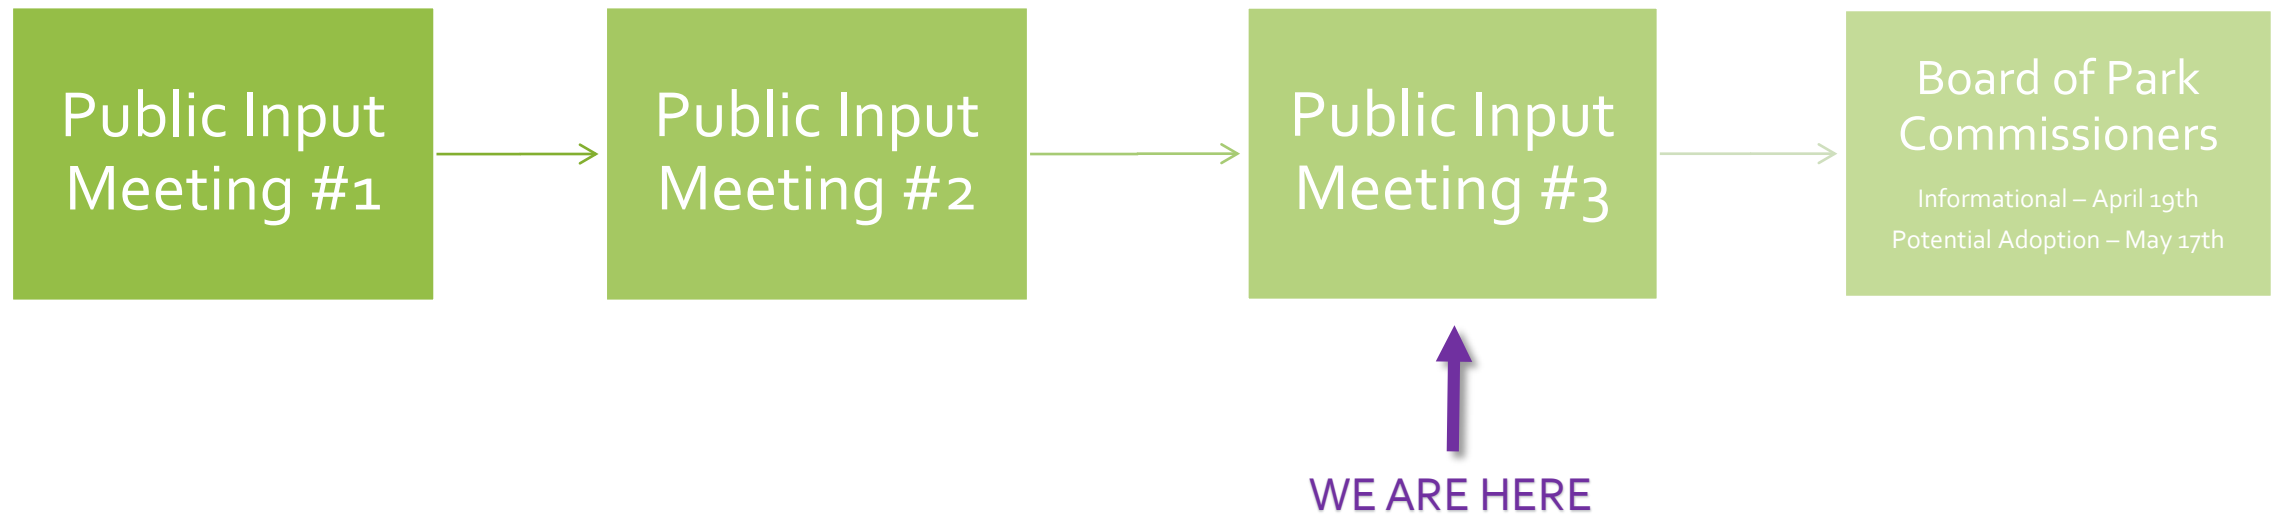 Public Input
Meeting #1
Public Input
Meeting #2
Public Input
Meeting #3
Board of Park
Commissioners
Informational – April 19th
Potential Adoption – May 17th
WE ARE HERE